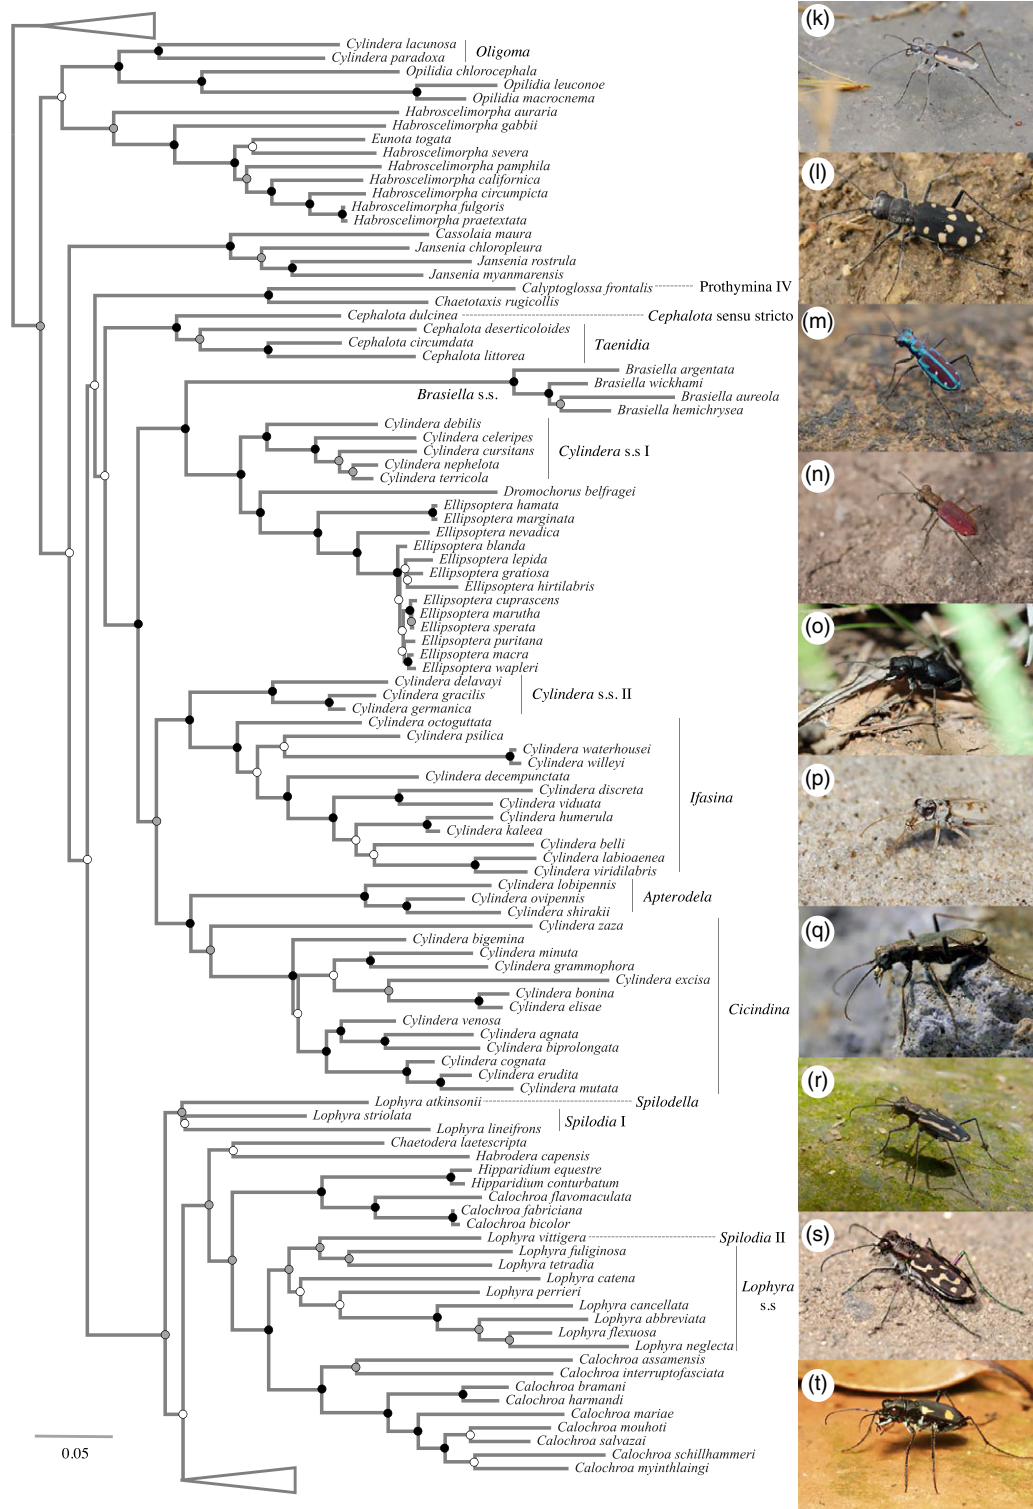 Cylindera lacunosa
Cylindera paradoxa
Oligoma
Opilidia chlorocephala
Opilidia leuconoe
Opilidia macrocnema
Habroscelimorpha auraria
Habroscelimorpha gabbii
Eunota togata
Habroscelimorpha severa
Habroscelimorpha pamphila
Habroscelimorpha californica
Habroscelimorpha circumpicta
Habroscelimorpha fulgoris
Habroscelimorpha praetextata
Cassolaia maura
Jansenia chloropleura
Jansenia rostrula
Jansenia myanmarensis
Calyptoglossa frontalis
Prothymina IV
Chaetotaxis rugicollis
Cephalota dulcinea
Cephalota sensu stricto
Cephalota deserticoloides
Cephalota circumdata
Taenidia
Cephalota littorea
Brasiella argentata
Brasiella wickhami
Brasiella s.s.
Brasiella aureola
Brasiella hemichrysea
Cylindera debilis
Cylindera celeripes
Cylindera cursitans
Cylindera s.s I
Cylindera nephelota
Cylindera terricola
Dromochorus belfragei
Ellipsoptera hamata
Ellipsoptera marginata
Ellipsoptera nevadica
Ellipsoptera blanda
Ellipsoptera lepida
Ellipsoptera gratiosa
Ellipsoptera hirtilabris
Ellipsoptera cuprascens
Ellipsoptera marutha
Ellipsoptera sperata
Ellipsoptera puritana
Ellipsoptera macra
Ellipsoptera wapleri
Cylindera delavayi
Cylindera gracilis
Cylindera s.s. II
Cylindera germanica
Cylindera octoguttata
Cylindera psilica
Cylindera waterhousei
Cylindera willeyi
Cylindera decempunctata
Cylindera discreta
Ifasina
Cylindera viduata
Cylindera humerula
Cylindera kaleea
Cylindera belli
Cylindera labioaenea
Cylindera viridilabris
Cylindera lobipennis
Cylindera ovipennis
Apterodela
Cylindera shirakii
Cylindera zaza
Cylindera bigemina
Cylindera minuta
Cylindera grammophora
Cylindera excisa
Cylindera bonina
Cylindera elisae
Cicindina
Cylindera venosa
Cylindera agnata
Cylindera biprolongata
Cylindera cognata
Cylindera erudita
Cylindera mutata
Lophyra atkinsonii
Spilodella
Lophyra striolata
Spilodia I
Lophyra lineifrons
Chaetodera laetescripta
Habrodera capensis
Hipparidium equestre
Hipparidium conturbatum
Calochroa flavomaculata
Calochroa fabriciana
Calochroa bicolor
Lophyra vittigera
Spilodia II
Lophyra fuliginosa
Lophyra tetradia
Lophyra catena
Lophyra
s.s
Lophyra perrieri
Lophyra cancellata
Lophyra abbreviata
Lophyra flexuosa
Lophyra neglecta
Calochroa assamensis
Calochroa interruptofasciata
Calochroa bramani
Calochroa harmandi
Calochroa mariae
Calochroa mouhoti
Calochroa salvazai
Calochroa schillhammeri
Calochroa myinthlaingi
0.05
(k)
(l)
(m)
(n)
(o)
(p)
(q)
(r)
(s)
(t)